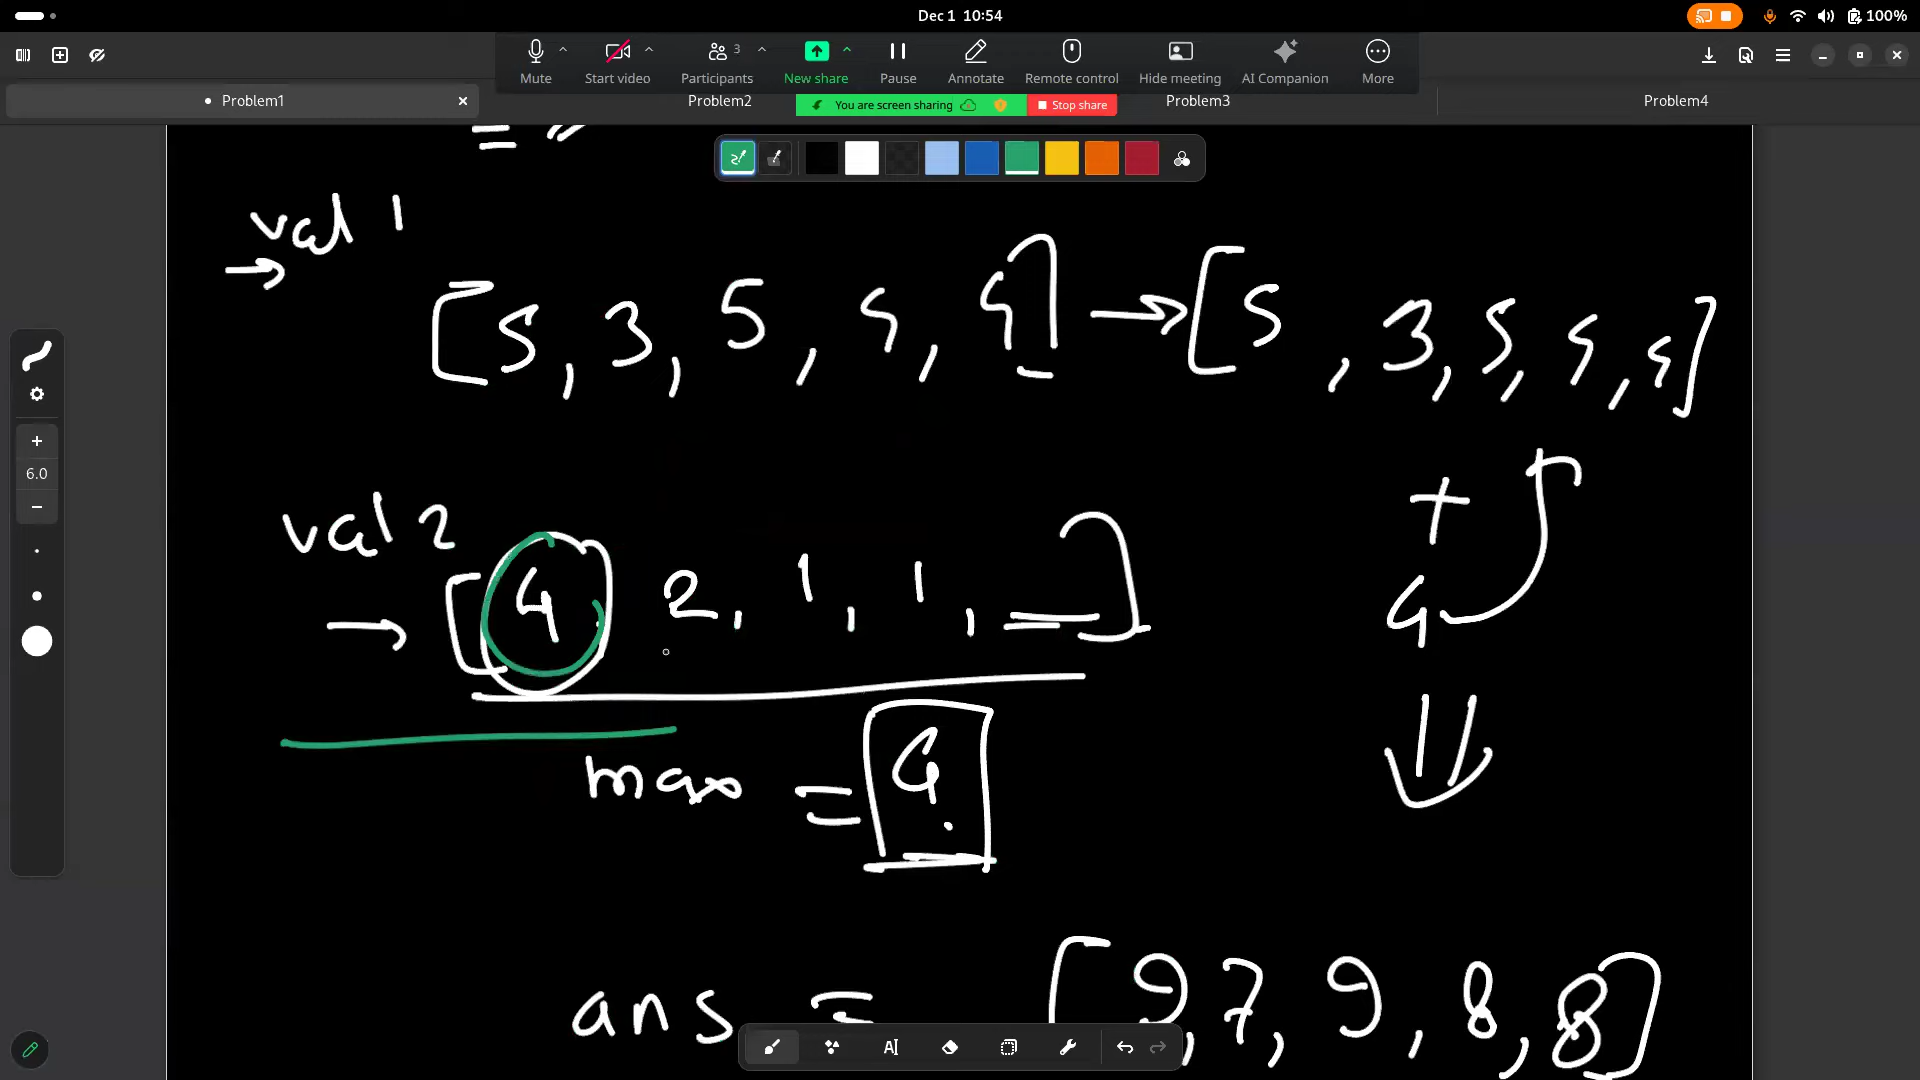 Dec 1 10:54
100%
Mute
Start video
Participants
3
New share
Pause
Annotate
Remote control
Hide meeting
AI Companion
More
Problem1
Problem2
You are screen sharing
Stop share
Problem3
Problem4
6.0
val 1
→ [5, 3, 5, 4, 4] → [5, 3, 5, 4, 4]
+
4
val 2
→ [4 2, 1, 1, _]
max = 4
ans = [9, 7, 9, 8, 8]